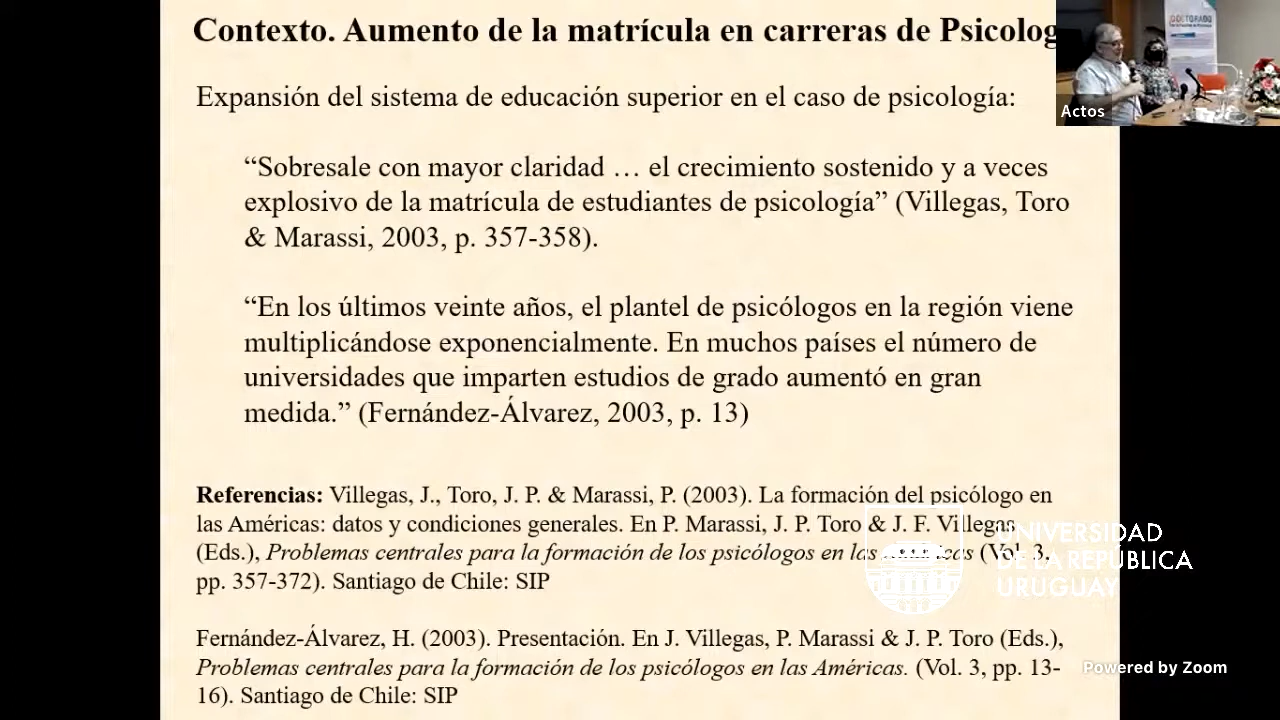 Contexto. Aumento de la matrícula en carreras de Psicolog
Expansión del sistema de educación superior en el caso de psicología:
“Sobresale con mayor claridad … el crecimiento sostenido y a veces
explosivo de la matrícula de estudiantes de psicología” (Villegas, Toro
& Marassi, 2003, p. 357-358).
“En los últimos veinte años, el plantel de psicólogos en la región viene
multiplicándose exponencialmente. En muchos países el número de
universidades que imparten estudios de grado aumentó en gran
medida.” (Fernández-Álvarez, 2003, p. 13)
Referencias: Villegas, J., Toro, J. P. & Marassi, P. (2003). La formación del psicólogo en
las Américas: datos y condiciones generales. En P. Marassi, J. P. Toro & J. F. Villegas
(Eds.), Problemas centrales para la formación de los psicólogos en las Américas (Vol. 3,
pp. 357-372). Santiago de Chile: SIP
Fernández-Álvarez, H. (2003). Presentación. En J. Villegas, P. Marassi & J. P. Toro (Eds.),
Problemas centrales para la formación de los psicólogos en las Américas. (Vol. 3, pp. 13-
16). Santiago de Chile: SIP
DOCTORADO
Actos
UNIVERSIDAD
DE LA REPÚBLICA
URUGUAY
Powered by Zoom